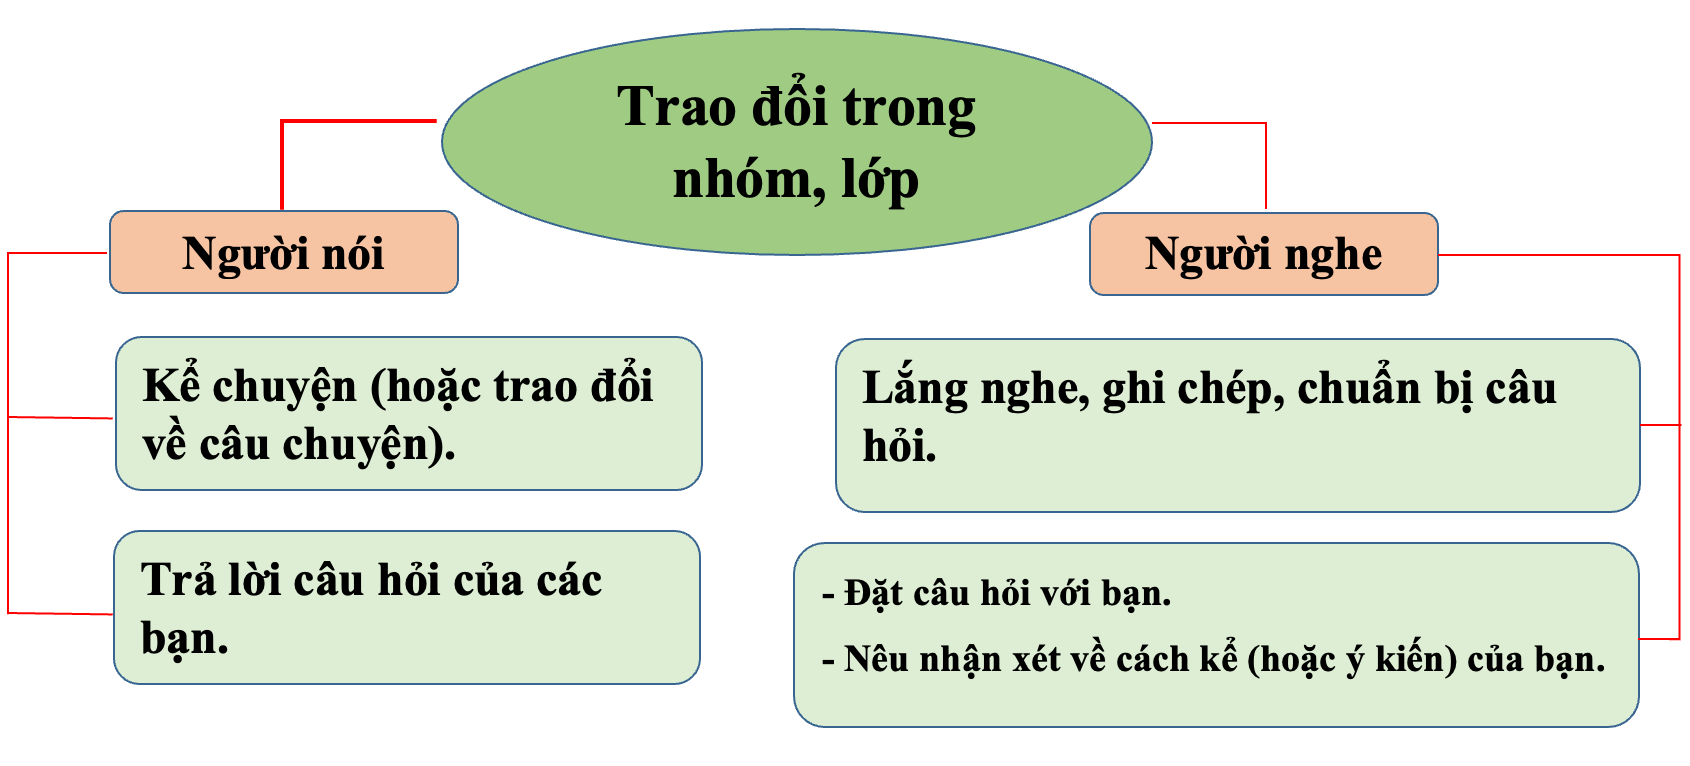 Trao đổi trong
nhóm, lớp
Người nói
Kể chuyện (hoặc trao đổi
về câu chuyện).
Trả lời câu hỏi của các
bạn.
Người nghe
Lắng nghe, ghi chép, chuẩn bị câu
hỏi.
- Đặt câu hỏi với bạn.
- Nêu nhận xét về cách kể (hoặc ý kiến) của bạn.